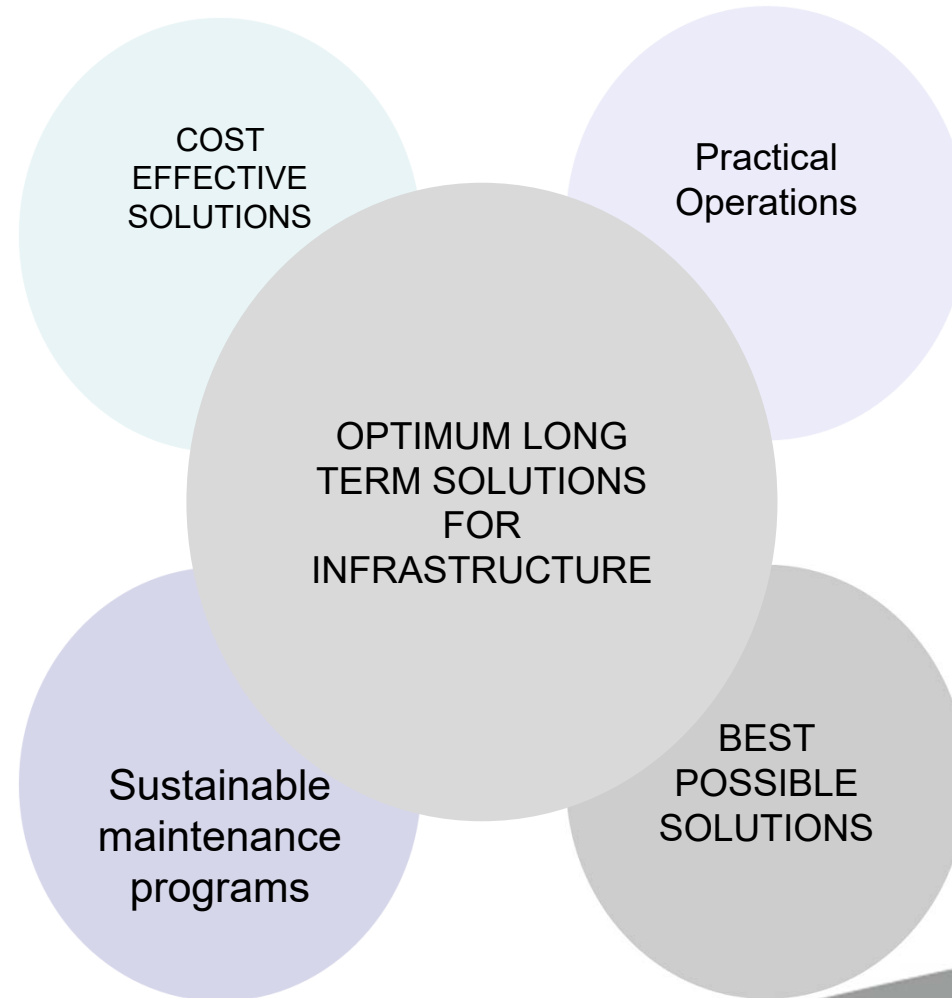 COST
EFFECTIVE
SOLUTIONS
Practical
Operations
OPTIMUM LONG
TERM SOLUTIONS
FOR
INFRASTRUCTURE
Sustainable
maintenance
programs
BEST
POSSIBLE
SOLUTIONS